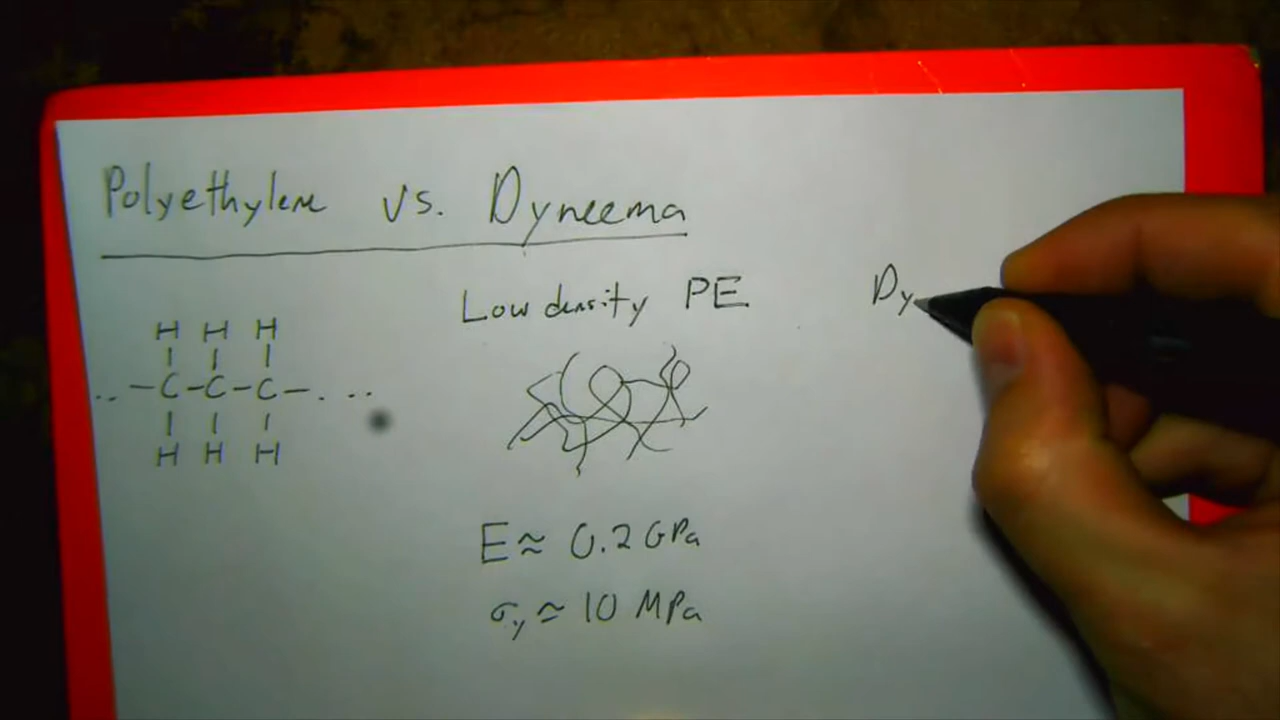 Polyethylene vs. Dyneema
Low density PE
Dy
H H H
| | |
.. -C-C-C-. ...
| | |
H H H
E ≈ 0.2 GPa
σy ≃ 10 MPa